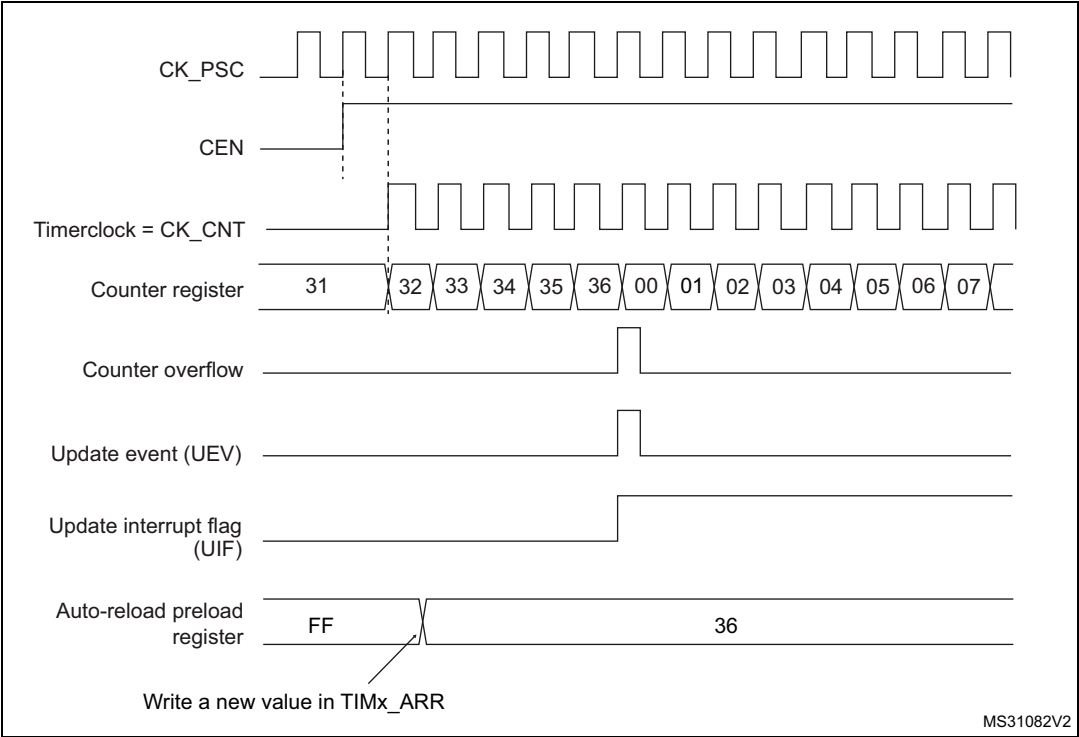 CK_PSC
CEN
Timerclock = CK_CNT
Counter register
31 32 33 34 35 36 00 01 02 03 04 05 06 07
Counter overflow
Update event (UEV)
Update interrupt flag
(UIF)
Auto-reload preload
register
FF 36
Write a new value in TIMx_ARR
MS31082V2